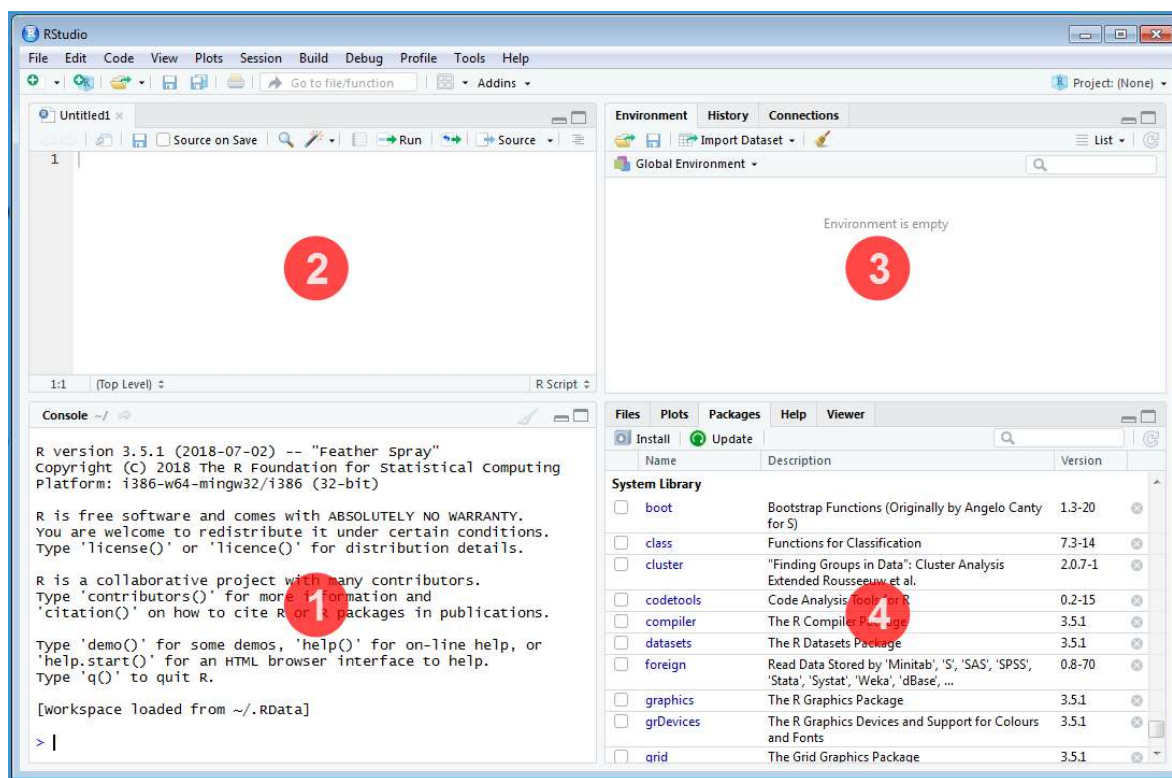 RStudio
File Edit Code View Plots Session Build Debug Profile Tools Help
Go to file/function Addins Project: (None)
Untitled1
Source on Save Run Source
1
2
1:1 (Top Level) R Script
Environment History Connections
Import Dataset List
Global Environment
Environment is empty
3
Console ~/
R version 3.5.1 (2018-07-02) -- "Feather Spray"
Copyright (C) 2018 The R Foundation for Statistical Computing
Platform: i386-w64-mingw32/i386 (32-bit)
R is free software and comes with ABSOLUTELY NO WARRANTY.
You are welcome to redistribute it under certain conditions.
Type 'license()' or 'licence()' for distribution details.
R is a collaborative project with many contributors.
Type 'contributors()' for more information and
'citation()' on how to cite R or R packages in publications.
1
Type 'demo()' for some demos, 'help()' for on-line help, or
'help.start()' for an HTML browser interface to help.
Type 'q()' to quit R.
[Workspace loaded from ~/.RData]
>
Files Plots Packages Help Viewer
Install Update
Name Description Version
System Library
boot Bootstrap Functions (Originally by Angelo Canty 1.3-20
for S)
class Functions for Classification 7.3-14
cluster "Finding Groups in Data": Cluster Analysis 2.0.7-1
Extended Rousseeuw et al.
codetools Code Analysis Tools for R 0.2-15
4
compiler The R Compiler Package 3.5.1
datasets The R Datasets Package 3.5.1
foreign Read Data Stored by 'Minitab', 'S', 'SAS', 'SPSS', 0.8-70
'Stata', 'Systat', 'Weka', 'dBase', ...
graphics The R Graphics Package 3.5.1
grDevices The R Graphics Devices and Support for Colours 3.5.1
and Fonts
grid The Grid Graphics Package 3.5.1